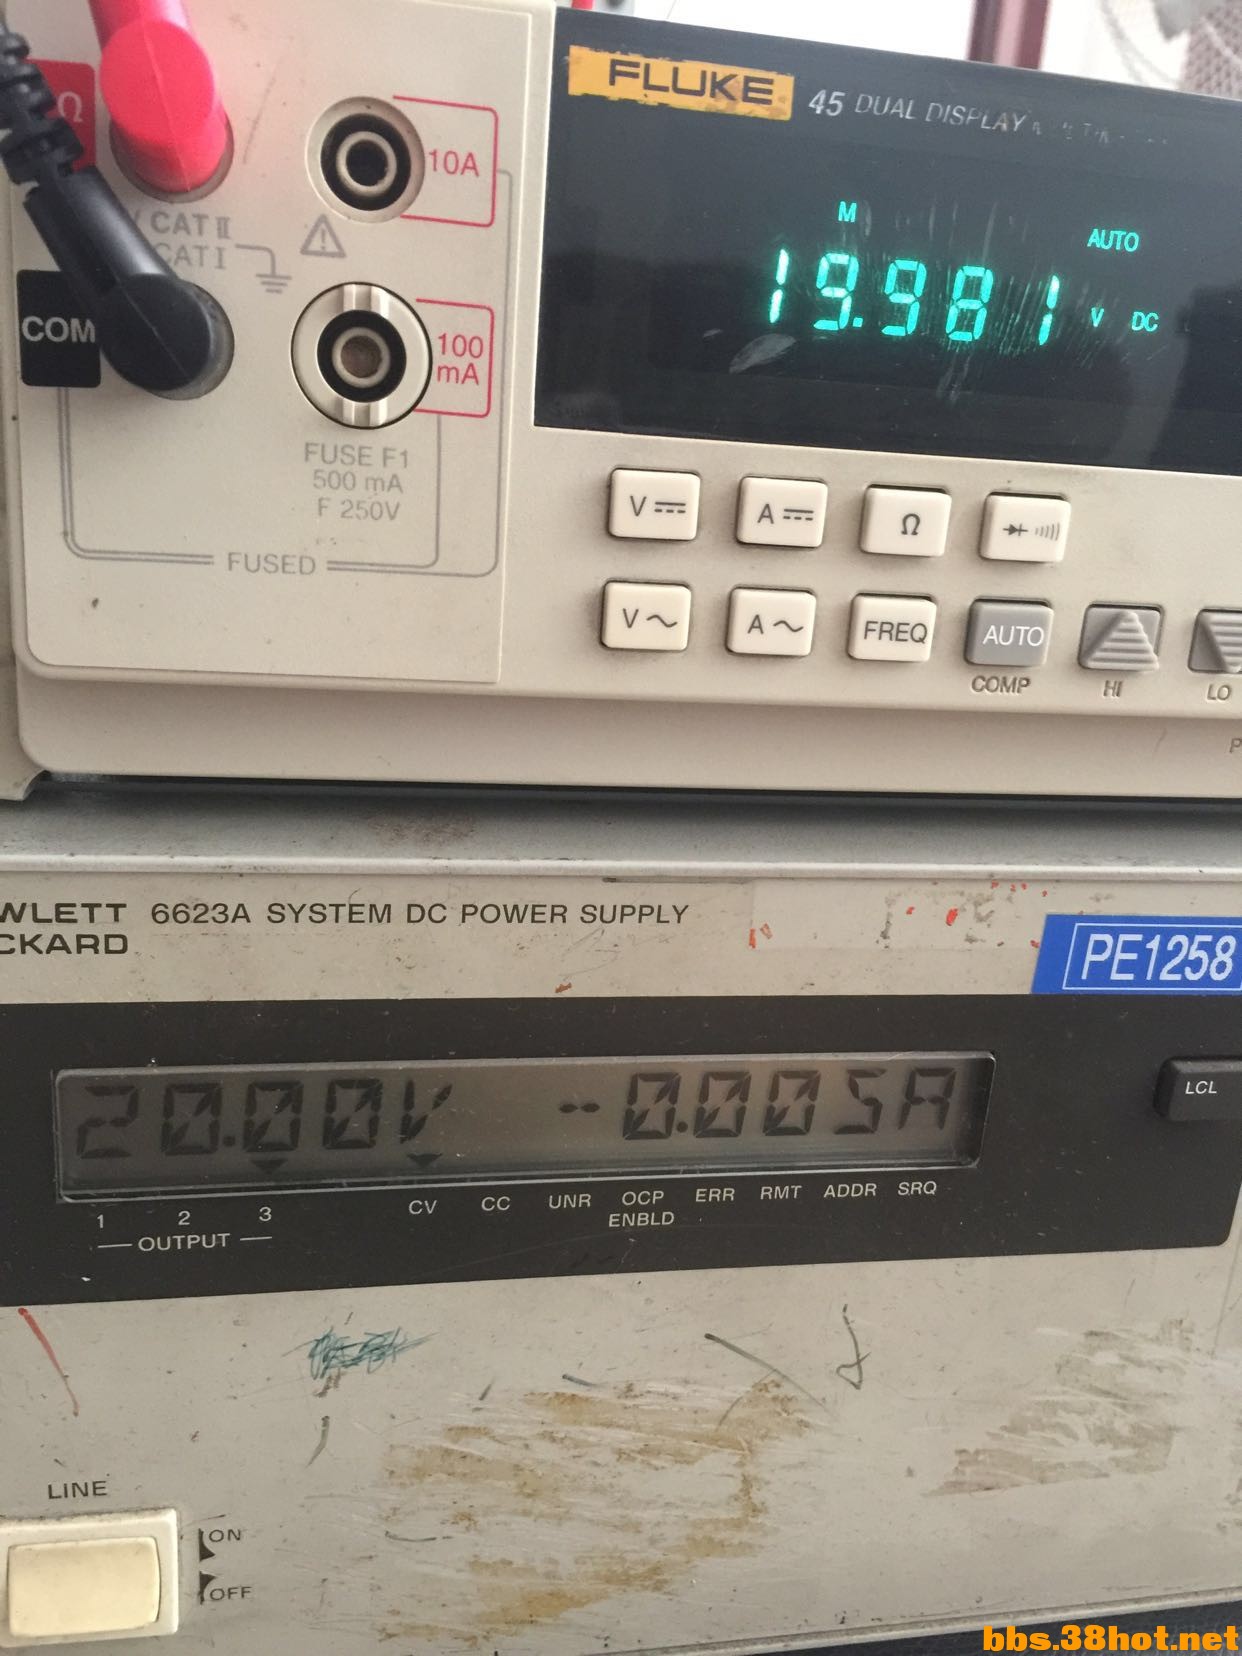 FLUKE 45 DUAL DISPLAY
Ω
10A
M
AUTO
19.981 V DC
CAT II
CAT I
COM
100
mA
FUSE F1
500 mA
F 250V
FUSED
V A Ω
V A FREQ AUTO
COMP HI LO
WLETT 6623A SYSTEM DC POWER SUPPLY
CKARD
PE1258
20.00V -0.005A
LCL
1 2 3 CV CC UNR OCP ERR RMT ADDR SRQ
ENBLD
OUTPUT
LINE
ON
OFF
bbs.38hot.net